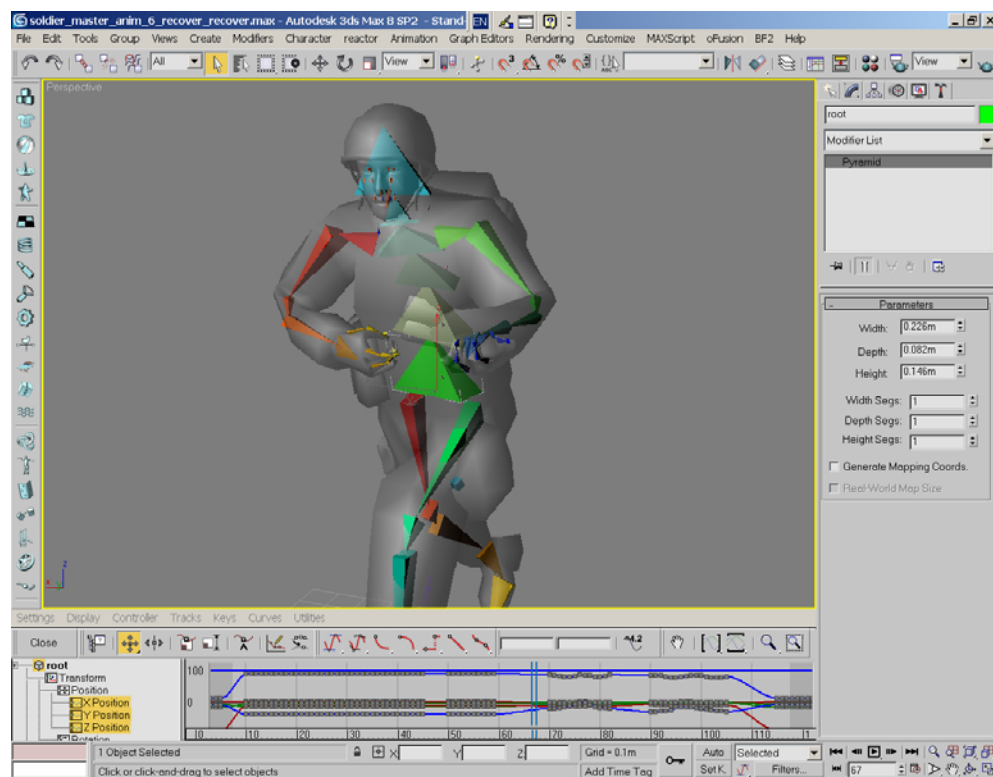 soldier_master_anim_6_recover_recover.max - Autodesk 3ds Max 8 SP2 - Stand- EN
File Edit Tools Group Views Create Modifiers Character reactor Animation Graph Editors Rendering Customize MAXScript oFusion BF2 Help
All View View
Perspective
root
Modifier List
Pyramid
- Parameters
Width: 0.226m
Depth: 0.082m
Height: 0.146m
Width Segs: 1
Depth Segs: 1
Height Segs: 1
Generate Mapping Coords.
Real-World Map Size
Settings Display Controller Tracks Keys Curves Utilities
Close
root
Transform
Position
X Position
Y Position
Z Position
Rotation
100
0
10 20 30 40 50 60 70 80 90 100 110
1 Object Selected X Y Z Grid = 0.1m Auto Selected
Click or click-and-drag to select objects Add Time Tag Set K. Filters... 67